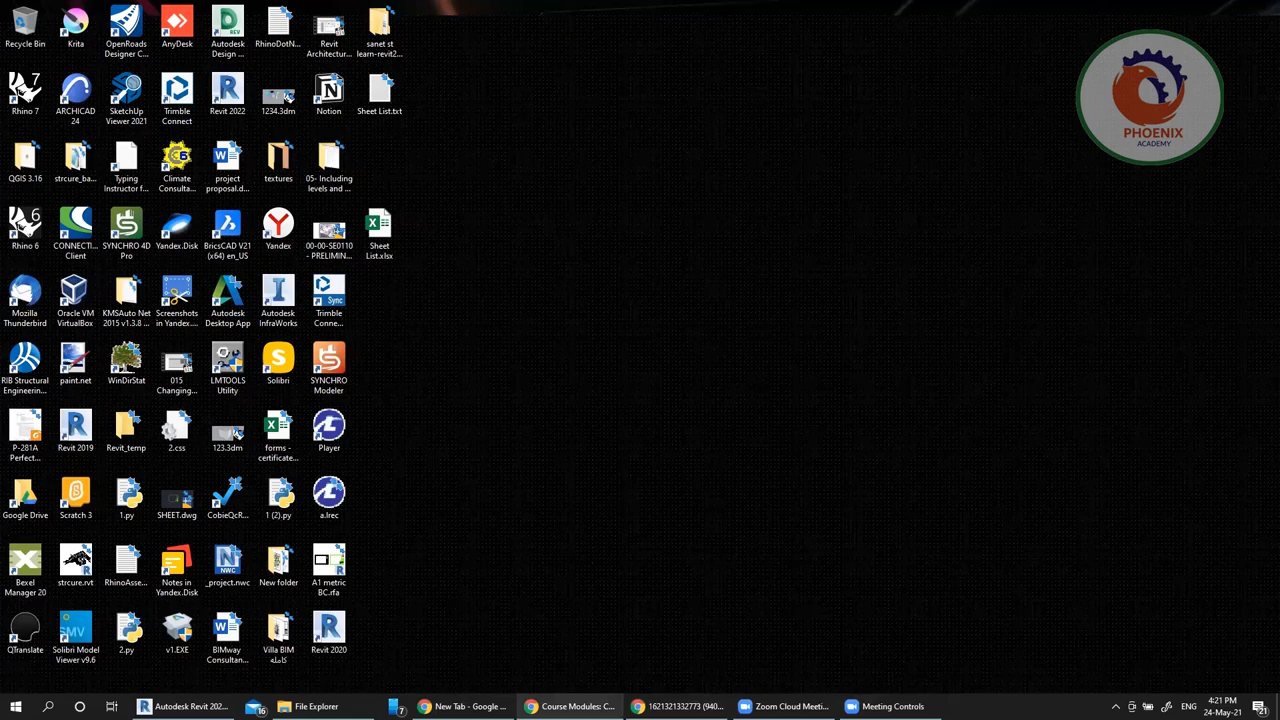 Recycle Bin
Krita
OpenRoads Designer C...
AnyDesk
Autodesk Design ...
RhinoDotN...
Revit Architectur...
sanet st learn-revit2...
Rhino 7
ARCHICAD 24
SketchUp Viewer 2021
Trimble Connect
Revit 2022
1234.3dm
Notion
Sheet List.txt
QGIS 3.16
strcure_ba...
Typing Instructor f...
Climate Consulta...
project proposal.d...
textures
05- Including levels and ...
Rhino 6
CONNECTI... Client
SYNCHRO 4D Pro
Yandex.Disk
BricsCAD V21 (x64) en_US
Yandex
00-00-SE0110 - PRELIMIN...
Sheet List.xlsx
Mozilla Thunderbird
Oracle VM VirtualBox
KMSAuto Net 2015 v1.3.8 ...
Screenshots in Yandex....
Autodesk Desktop App
Autodesk InfraWorks
Trimble Conne...
RIB Structural Engineerin...
paint.net
WinDirStat
015 Changing...
LMTOOLS Utility
Solibri
SYNCHRO Modeler
P-281A Perfect...
Revit 2019
Revit_temp
2.css
123.3dm
forms - certificate...
Player
Google Drive
Scratch 3
1.py
SHEET.dwg
CobieQcR...
1 (2).py
a.lrec
Bexel Manager 20
strcure.rvt
RhinoAsse...
Notes in Yandex.Disk
_project.nwc
New folder
A1 metric BC.rfa
QTranslate
Solibri Model Viewer v9.6
2.py
v1.EXE
BIMway Consultan...
Villa BIM كاملة
Revit 2020
PHOENIX
ACADEMY
Autodesk Revit 202...
16
File Explorer
7
New Tab - Google ...
Course Modules: C...
1621321332773 (940...
Zoom Cloud Meeti...
Meeting Controls
4:21 PM
24-May-21
21